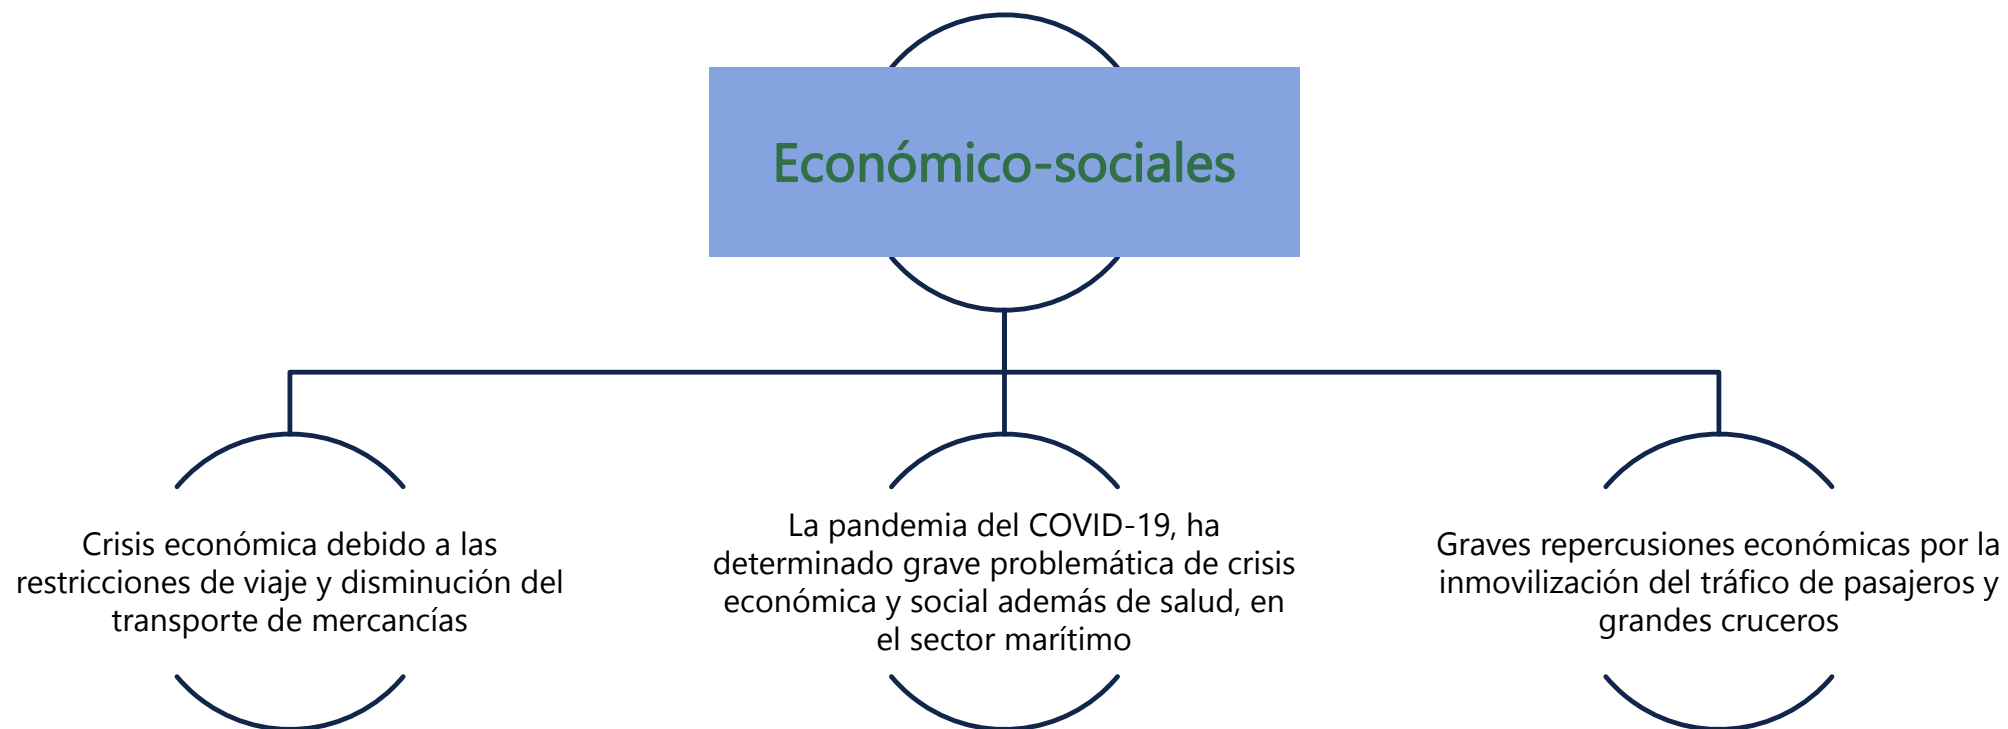 Económico-sociales
Crisis económica debido a las
restricciones de viaje y disminución del
transporte de mercancías
La pandemia del COVID-19, ha
determinado grave problemática de crisis
económica y social además de salud, en
el sector marítimo
Graves repercusiones económicas por la
inmovilización del tráfico de pasajeros y
grandes cruceros